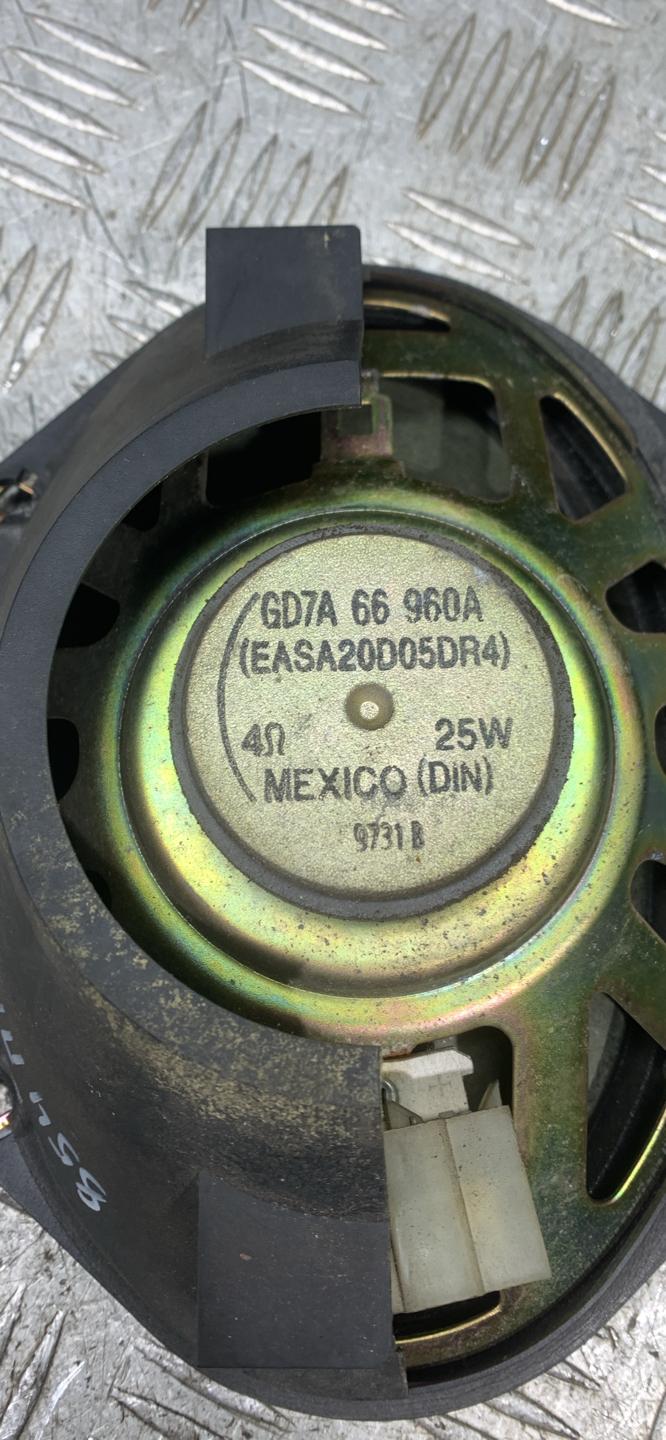 GD7A 66 960A
(EASA20D05DR4)
4Ω 25W
MEXICO (DIN)
9731 B